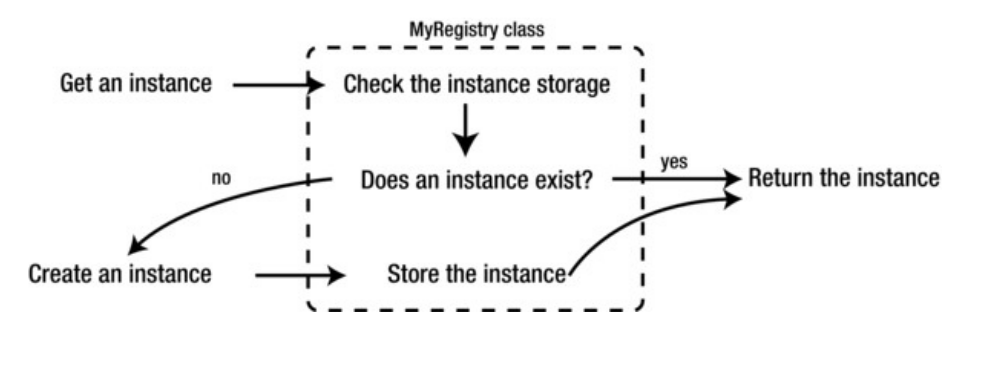 MyRegistry class
Get an instance
Check the instance storage
no
Does an instance exist?
yes
Return the instance
Create an instance
Store the instance